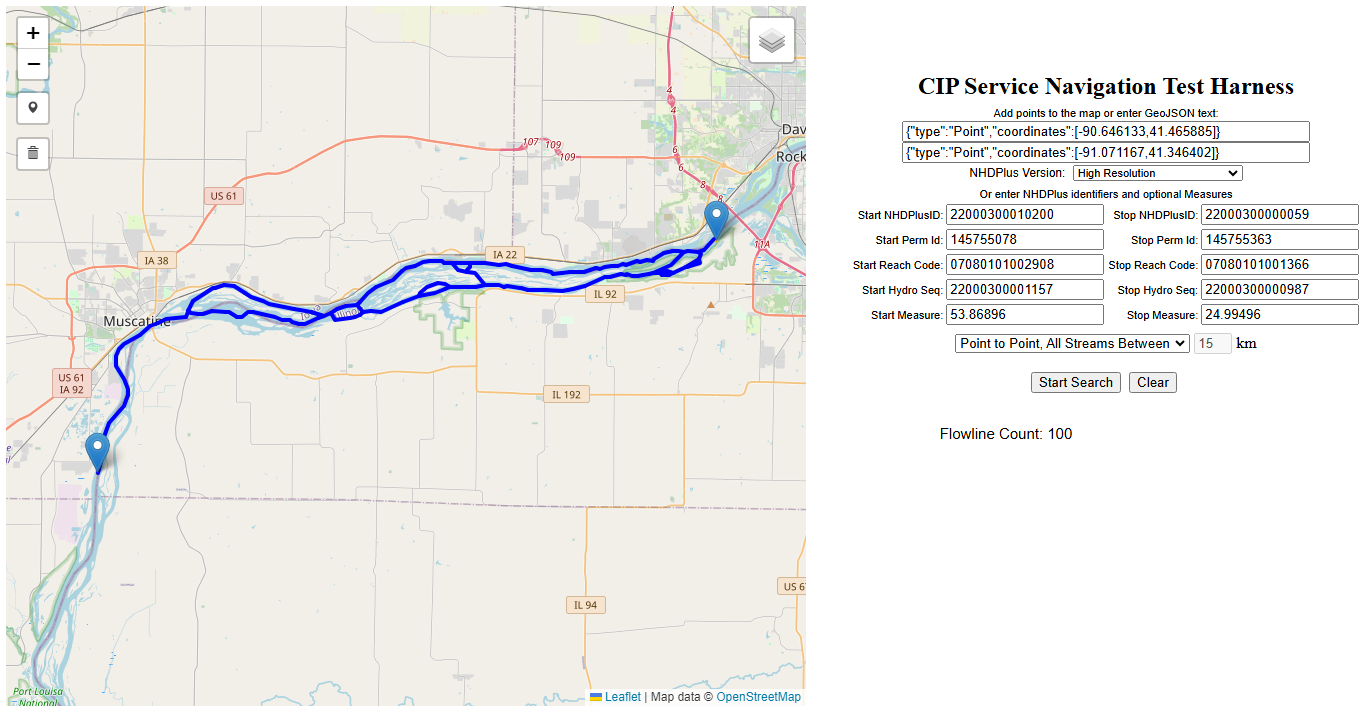 +
−
4
4
107
109
109
6
6
8
8
Dav
Rock
US 61
IA 38
IA 22
11A
IL 92
Muscatine
US 61
IA 92
IL 192
IL 94
US 6
Port Louisa
National
Leaflet | Map data © OpenStreetMap
CIP Service Navigation Test Harness
Add points to the map or enter GeoJSON text:
{"type":"Point","coordinates":[-90.646133,41.465885]}
{"type":"Point","coordinates":[-91.071167,41.346402]}
NHDPlus Version: High Resolution
Or enter NHDPlus identifiers and optional Measures
Start NHDPlusID: 22000300010200 Stop NHDPlusID: 22000300000059
Start Perm Id: 145755078 Stop Perm Id: 145755363
Start Reach Code: 07080101002908 Stop Reach Code: 07080101001366
Start Hydro Seq: 22000300001157 Stop Hydro Seq: 22000300000987
Start Measure: 53.86896 Stop Measure: 24.99496
Point to Point, All Streams Between 15 km
Start Search Clear
Flowline Count: 100